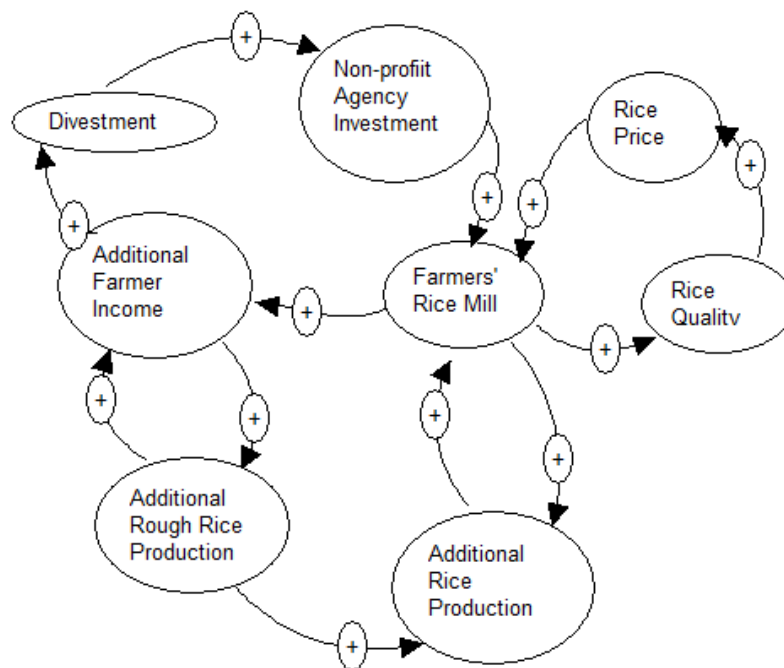 +
Non-profiit
Agency
Investment
Rice
Price
Divestment
+
+
+
+
Additional
Farmer
Income
Farmers'
Rice Mill
Rice
Quality
+
+
+
+
+
+
Additional
Rough Rice
Production
Additional
Rice
Production
+